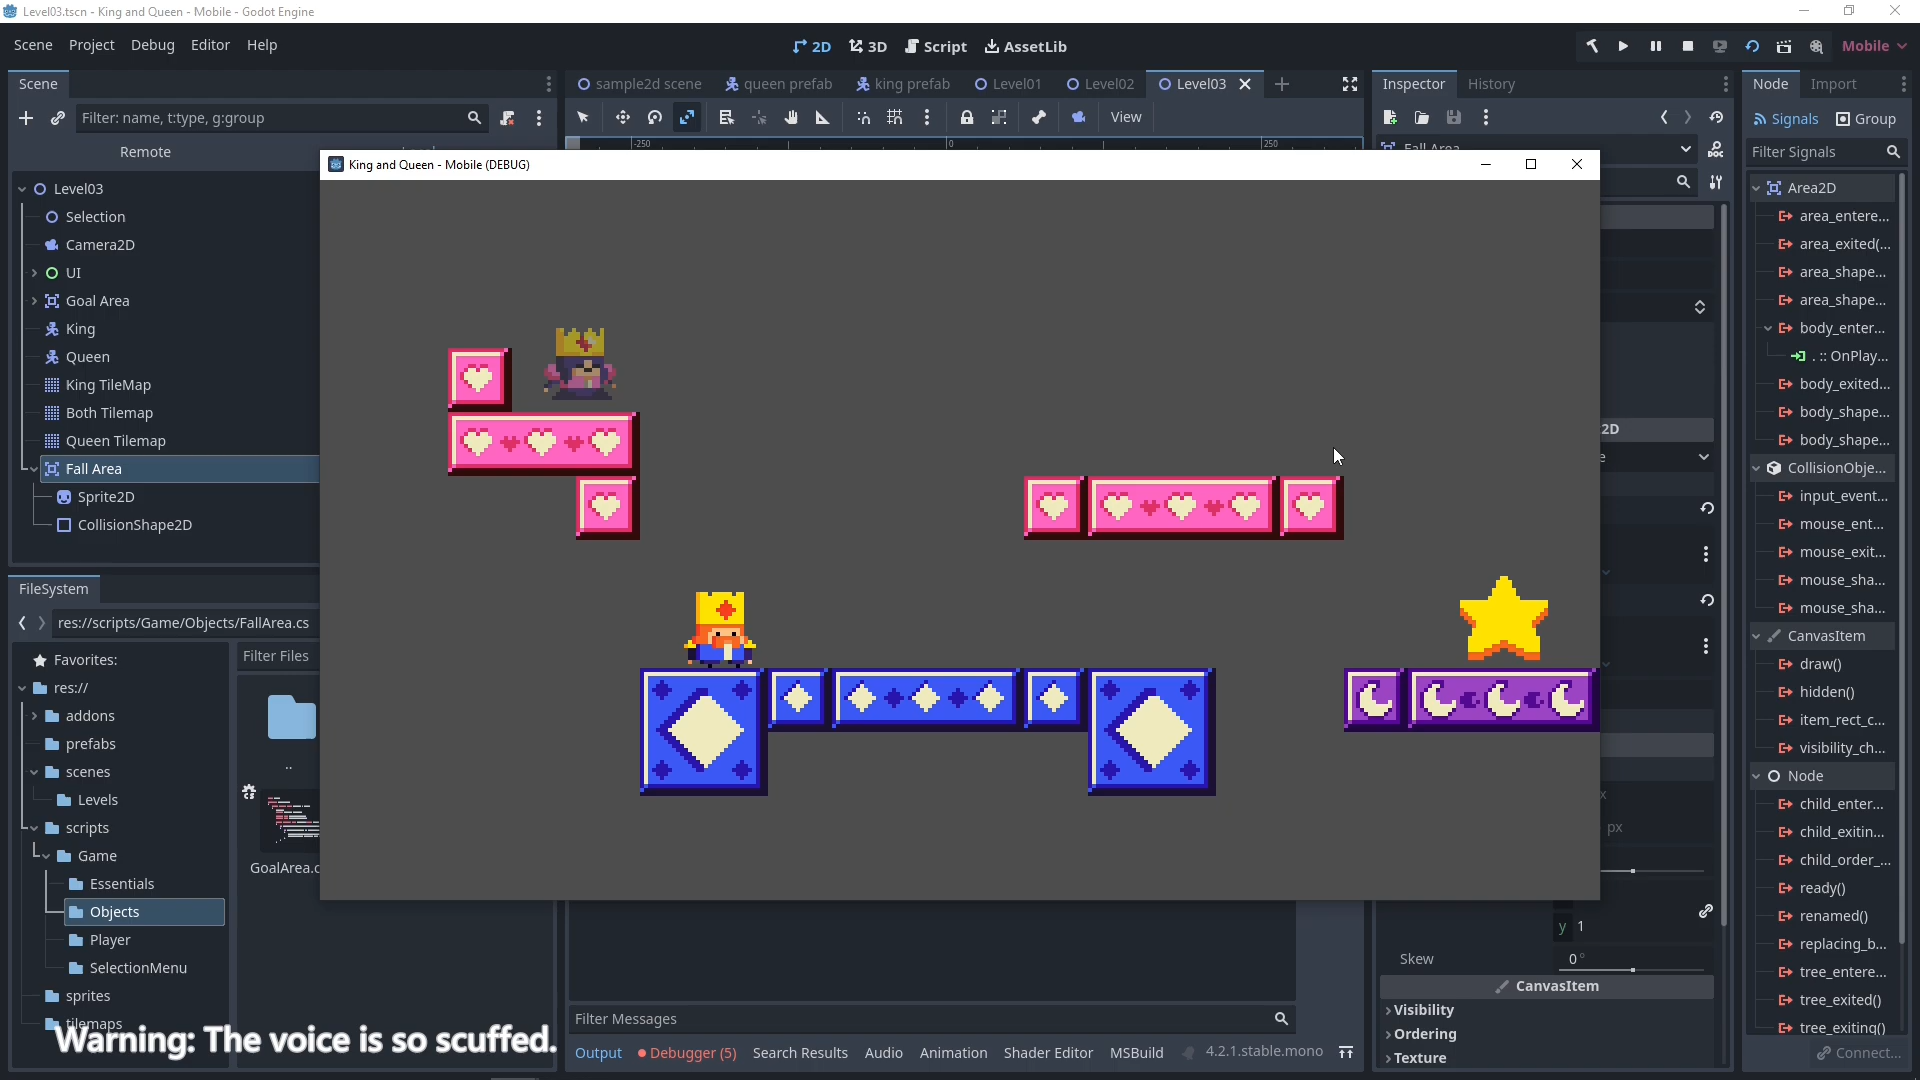 Level03.tscn - King and Queen - Mobile - Godot Engine
Scene Project Debug Editor Help
2D 3D Script AssetLib
Mobile
Scene
sample2d scene queen prefab king prefab Level01 Level02 Level03
Inspector History
Node Import
Filter: name, t:type, g:group
View
Signals Group
Remote
-250 0 250
Filter Signals
King and Queen - Mobile (DEBUG)
Level03
Selection
Camera2D
UI
Goal Area
King
Queen
King TileMap
Both Tilemap
Queen Tilemap
Fall Area
Sprite2D
CollisionShape2D
FileSystem
res://scripts/Game/Objects/FallArea.cs
Favorites:
res://
addons
prefabs
scenes
Levels
scripts
Game
Essentials
Objects
Player
SelectionMenu
sprites
tilemaps
Filter Files
..
GoalArea.c
Warning: The voice is so scuffed.
Filter Messages
Output Debugger (5) Search Results Audio Animation Shader Editor MSBuild 4.2.1.stable.mono
2D
e
x
px
y 1
Skew 0°
CanvasItem
Visibility
Ordering
Texture
Area2D
area_entere...
area_exited(...
area_shape...
area_shape...
body_enter...
. :: OnPlay...
body_exited...
body_shape...
body_shape...
CollisionObje...
input_event...
mouse_ent...
mouse_exit...
mouse_sha...
mouse_sha...
CanvasItem
draw()
hidden()
item_rect_c...
visibility_ch...
Node
child_enter...
child_exitin...
child_order_...
ready()
renamed()
replacing_b...
tree_entere...
tree_exited()
tree_exiting()
Connect...